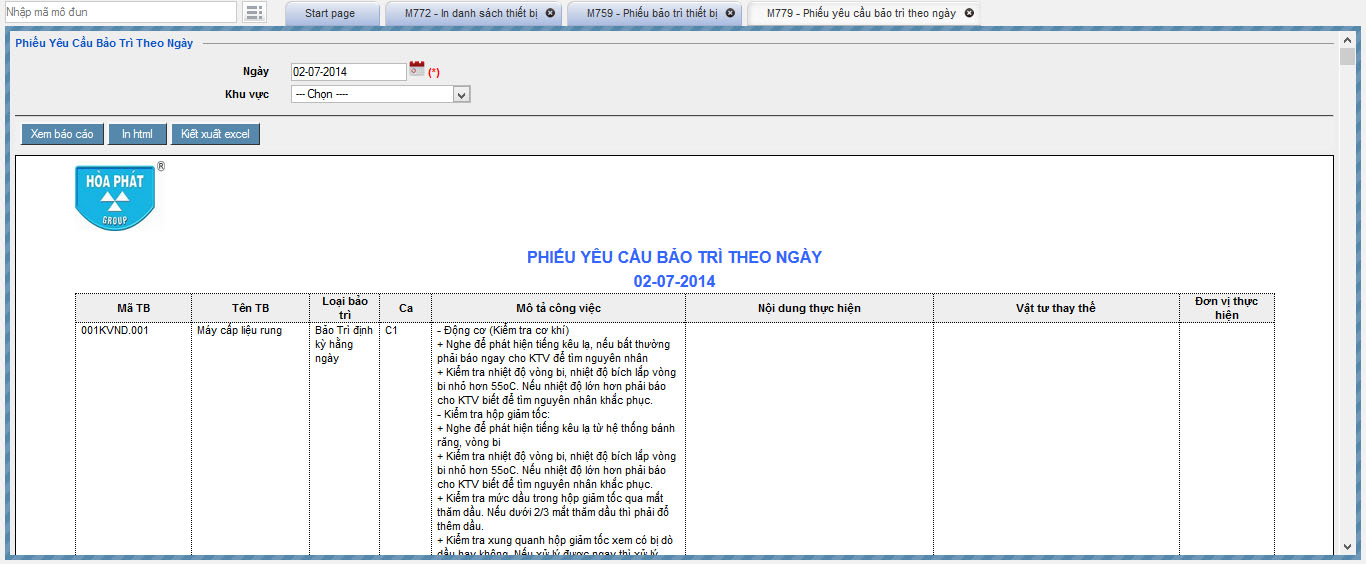 Nhập mã mô đun
Start page
M772 - In danh sách thiết bị
M759 - Phiếu bảo trì thiết bị
M779 - Phiếu yêu cầu bảo trì theo ngày
Phiếu Yêu Cầu Bảo Trì Theo Ngày
Ngày
02-07-2014
(*)
Khu vực
--- Chọn ----
Xem báo cáo
In html
Kiết xuất excel
HÒA PHÁT ®
GROUP
PHIẾU YÊU CẦU BẢO TRÌ THEO NGÀY
02-07-2014
Mã TB
Tên TB
Loại bảo
trì
Ca
Mô tả công việc
Nội dung thực hiện
Vật tư thay thế
Đơn vị thực
hiện
001KVND.001
Máy cấp liệu rung
Bảo Trì định
kỳ hằng
ngày
C1
- Động cơ (Kiểm tra cơ khí)
+ Nghe để phát hiện tiếng kêu lạ, nếu bất thường
phải báo ngay cho KTV để tìm nguyên nhân
+ Kiểm tra nhiệt độ vòng bi, nhiệt độ bích lắp vòng
bi nhỏ hơn 55oC. Nếu nhiệt độ lớn hơn phải báo
cho KTV biết để tìm nguyên nhân khắc phục.
- Kiểm tra hộp giảm tốc:
+ Nghe để phát hiện tiếng kêu lạ từ hệ thống bánh
răng, vòng bi
+ Kiểm tra nhiệt độ vòng bi, nhiệt độ bích lắp vòng
bi nhỏ hơn 55oC. Nếu nhiệt độ lớn hơn phải báo
cho KTV biết để tìm nguyên nhân khắc phục.
+ Kiểm tra mức dầu trong hộp giảm tốc qua mắt
thăm dầu. Nếu dưới 2/3 mắt thăm dầu thì phải đổ
thêm dầu.
+ Kiểm tra xung quanh hộp giảm tốc xem có bị dò
dầu hay không. Nếu xử lý được ngay thì xử lý